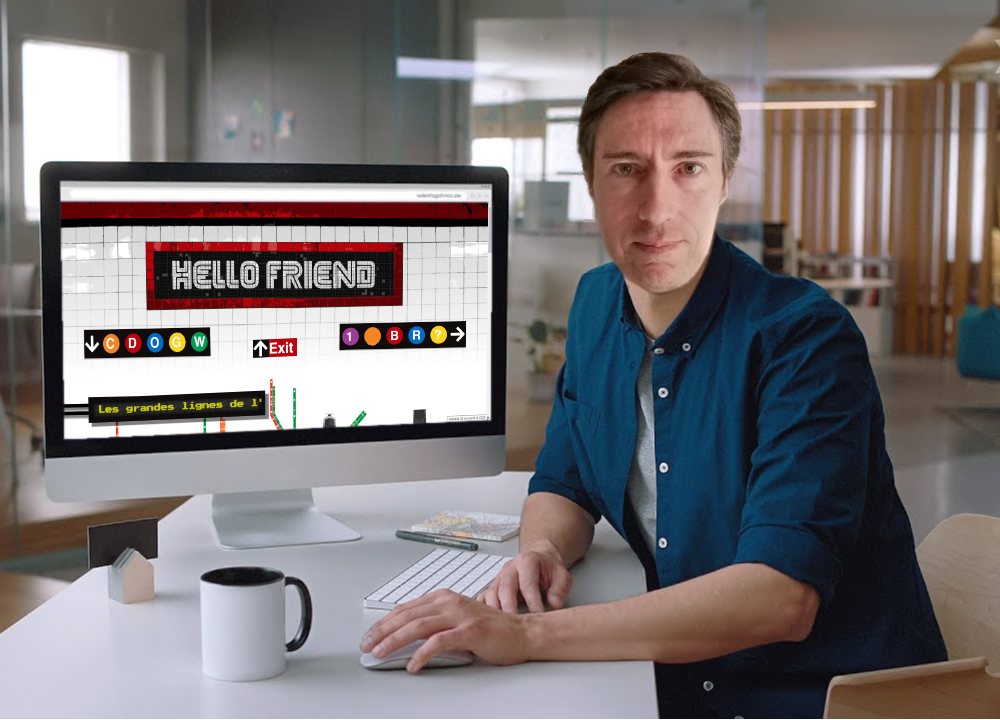 HELLO FRIEND
C D O G W
Exit
1 B R ?
Les grandes lignes de l'